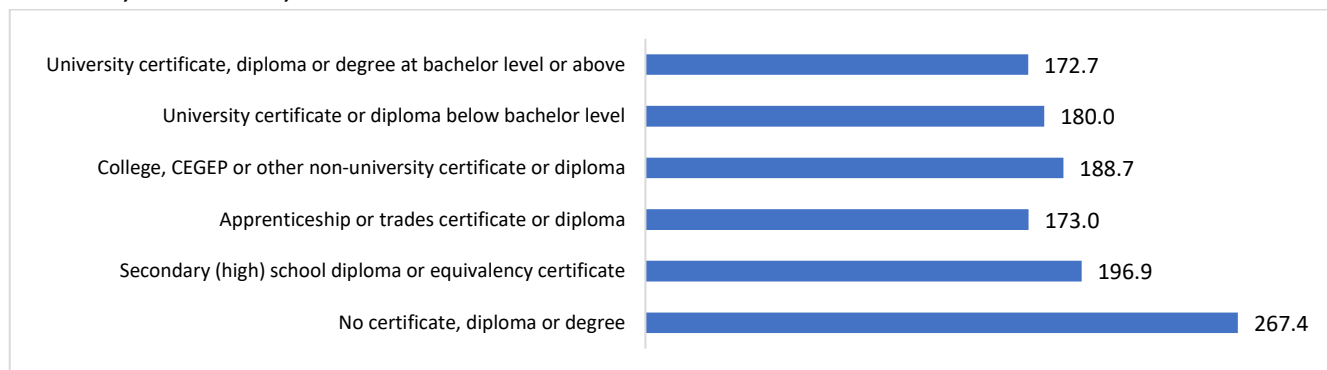 University certificate, diploma or degree at bachelor level or above 172.7
University certificate or diploma below bachelor level 180.0
College, CEGEP or other non-university certificate or diploma 188.7
Apprenticeship or trades certificate or diploma 173.0
Secondary (high) school diploma or equivalency certificate 196.9
No certificate, diploma or degree 267.4